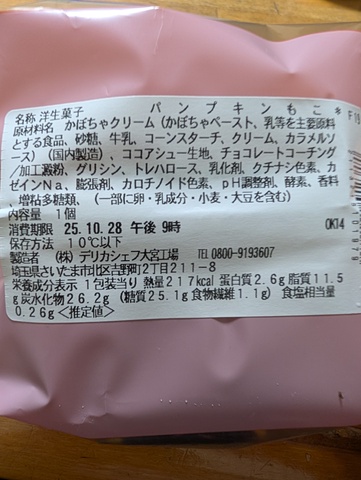 パンプキンもこ*
F15
名称 洋生菓子
原材料名 かぼちゃクリーム(かぼちゃペースト、乳等を主要原料
とする食品、砂糖、牛乳、コーンスターチ、クリーム、カラメルソ
ース)(国内製造)、ココアシュー生地、チョコレートコーチング
/加工澱粉、グリシン、トレハロース、乳化剤、クチナシ色素、カ
ゼインNa、膨張剤、カロチノイド色素、pH調整剤、酵素、香料
、増粘多糖類、(一部に卵・乳成分・小麦・大豆を含む)
内容量 1個
消費期限 25.10.28 午後 9時 OK14
保存方法 10℃以下
製造者 (株)デリカシェフ大宮工場 TEL 0800-9193607
埼玉県さいたま市北区吉野町2丁目211-8
栄養成分表示 1包装当り 熱量217kcal 蛋白質2.6g 脂質11.5
g 炭水化物26.2g (糖質25.1g 食物繊維1.1g) 食塩相当量
0.26g<推定値>